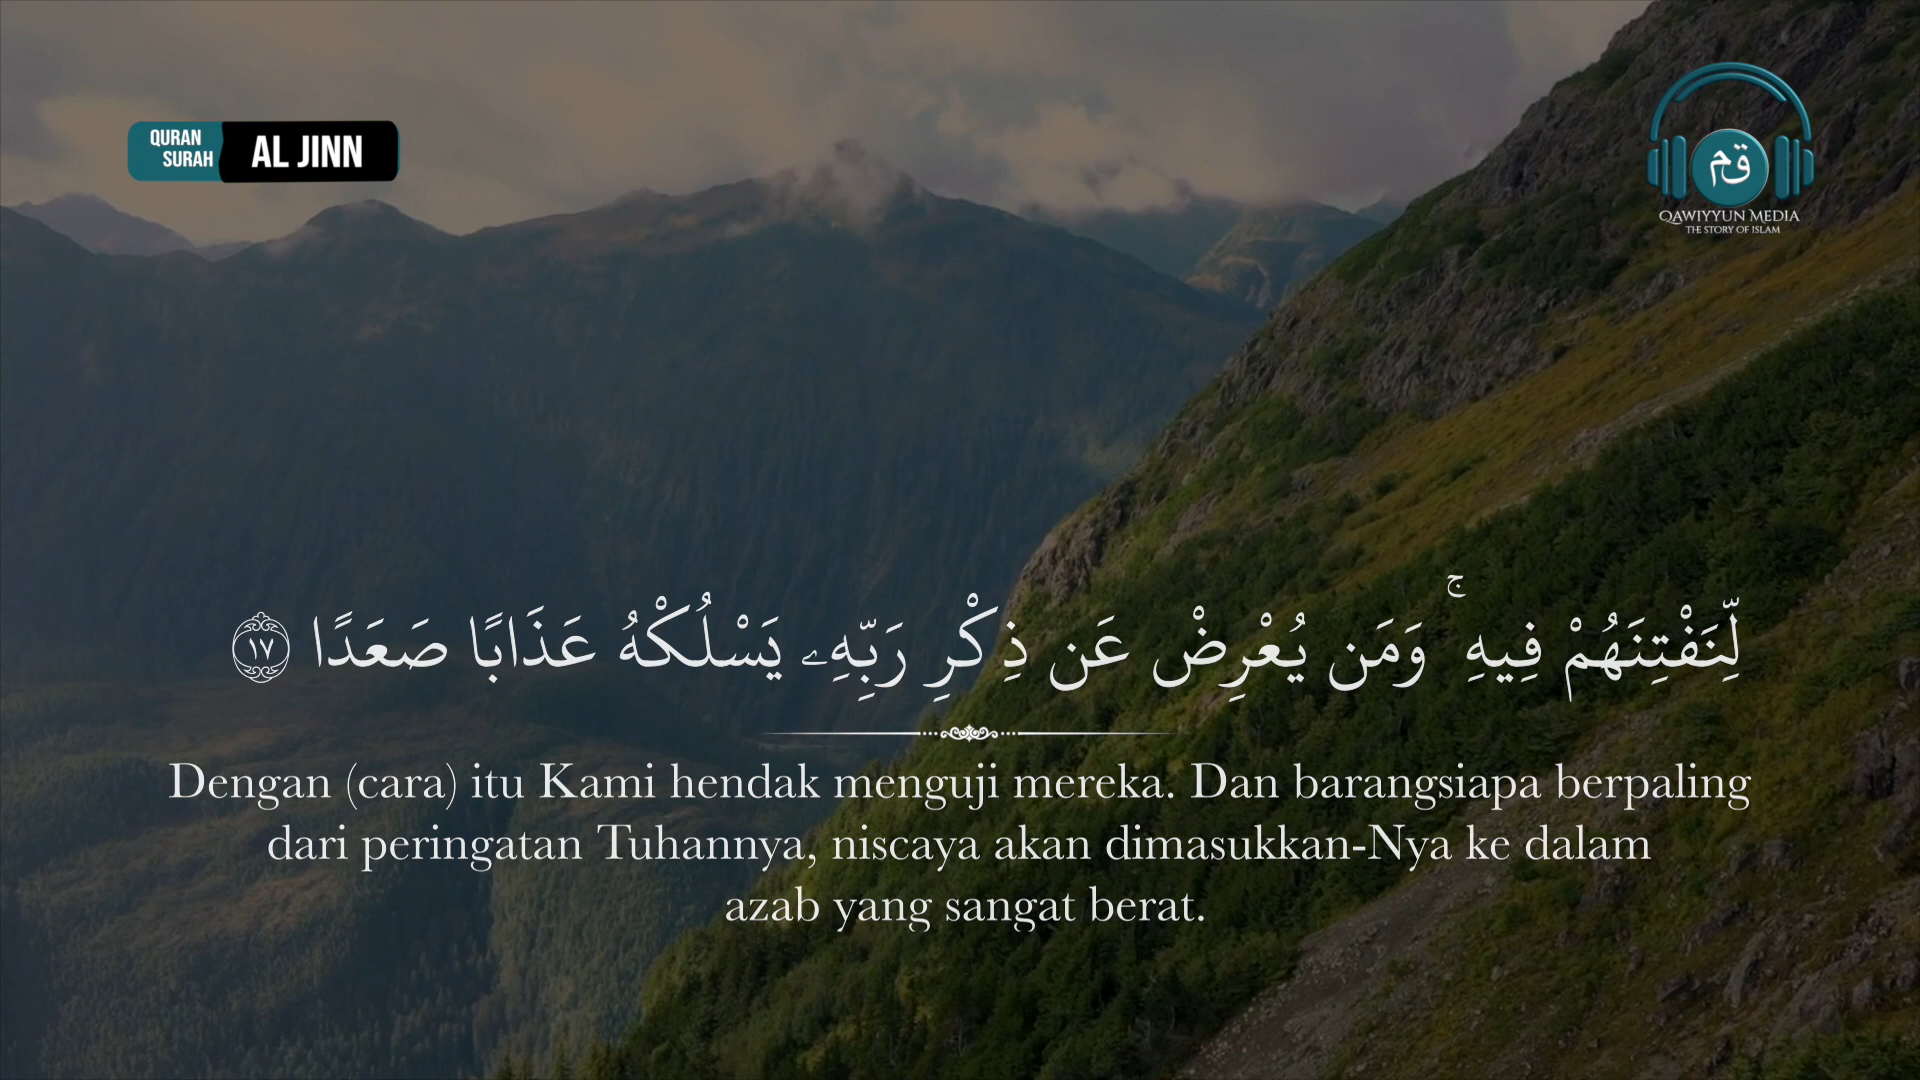 QURAN
SURAH
AL JINN
قم
QAWIYYUN MEDIA
THE STORY OF ISLAM
لِّنَفْتِنَهُمْ فِيهِ ۚ وَمَن يُعْرِضْ عَن ذِكْرِ رَبِّهِۦ يَسْلُكْهُ عَذَابًا صَعَدًا ١٧
Dengan (cara) itu Kami hendak menguji mereka. Dan barangsiapa berpaling
dari peringatan Tuhannya, niscaya akan dimasukkan-Nya ke dalam
azab yang sangat berat.